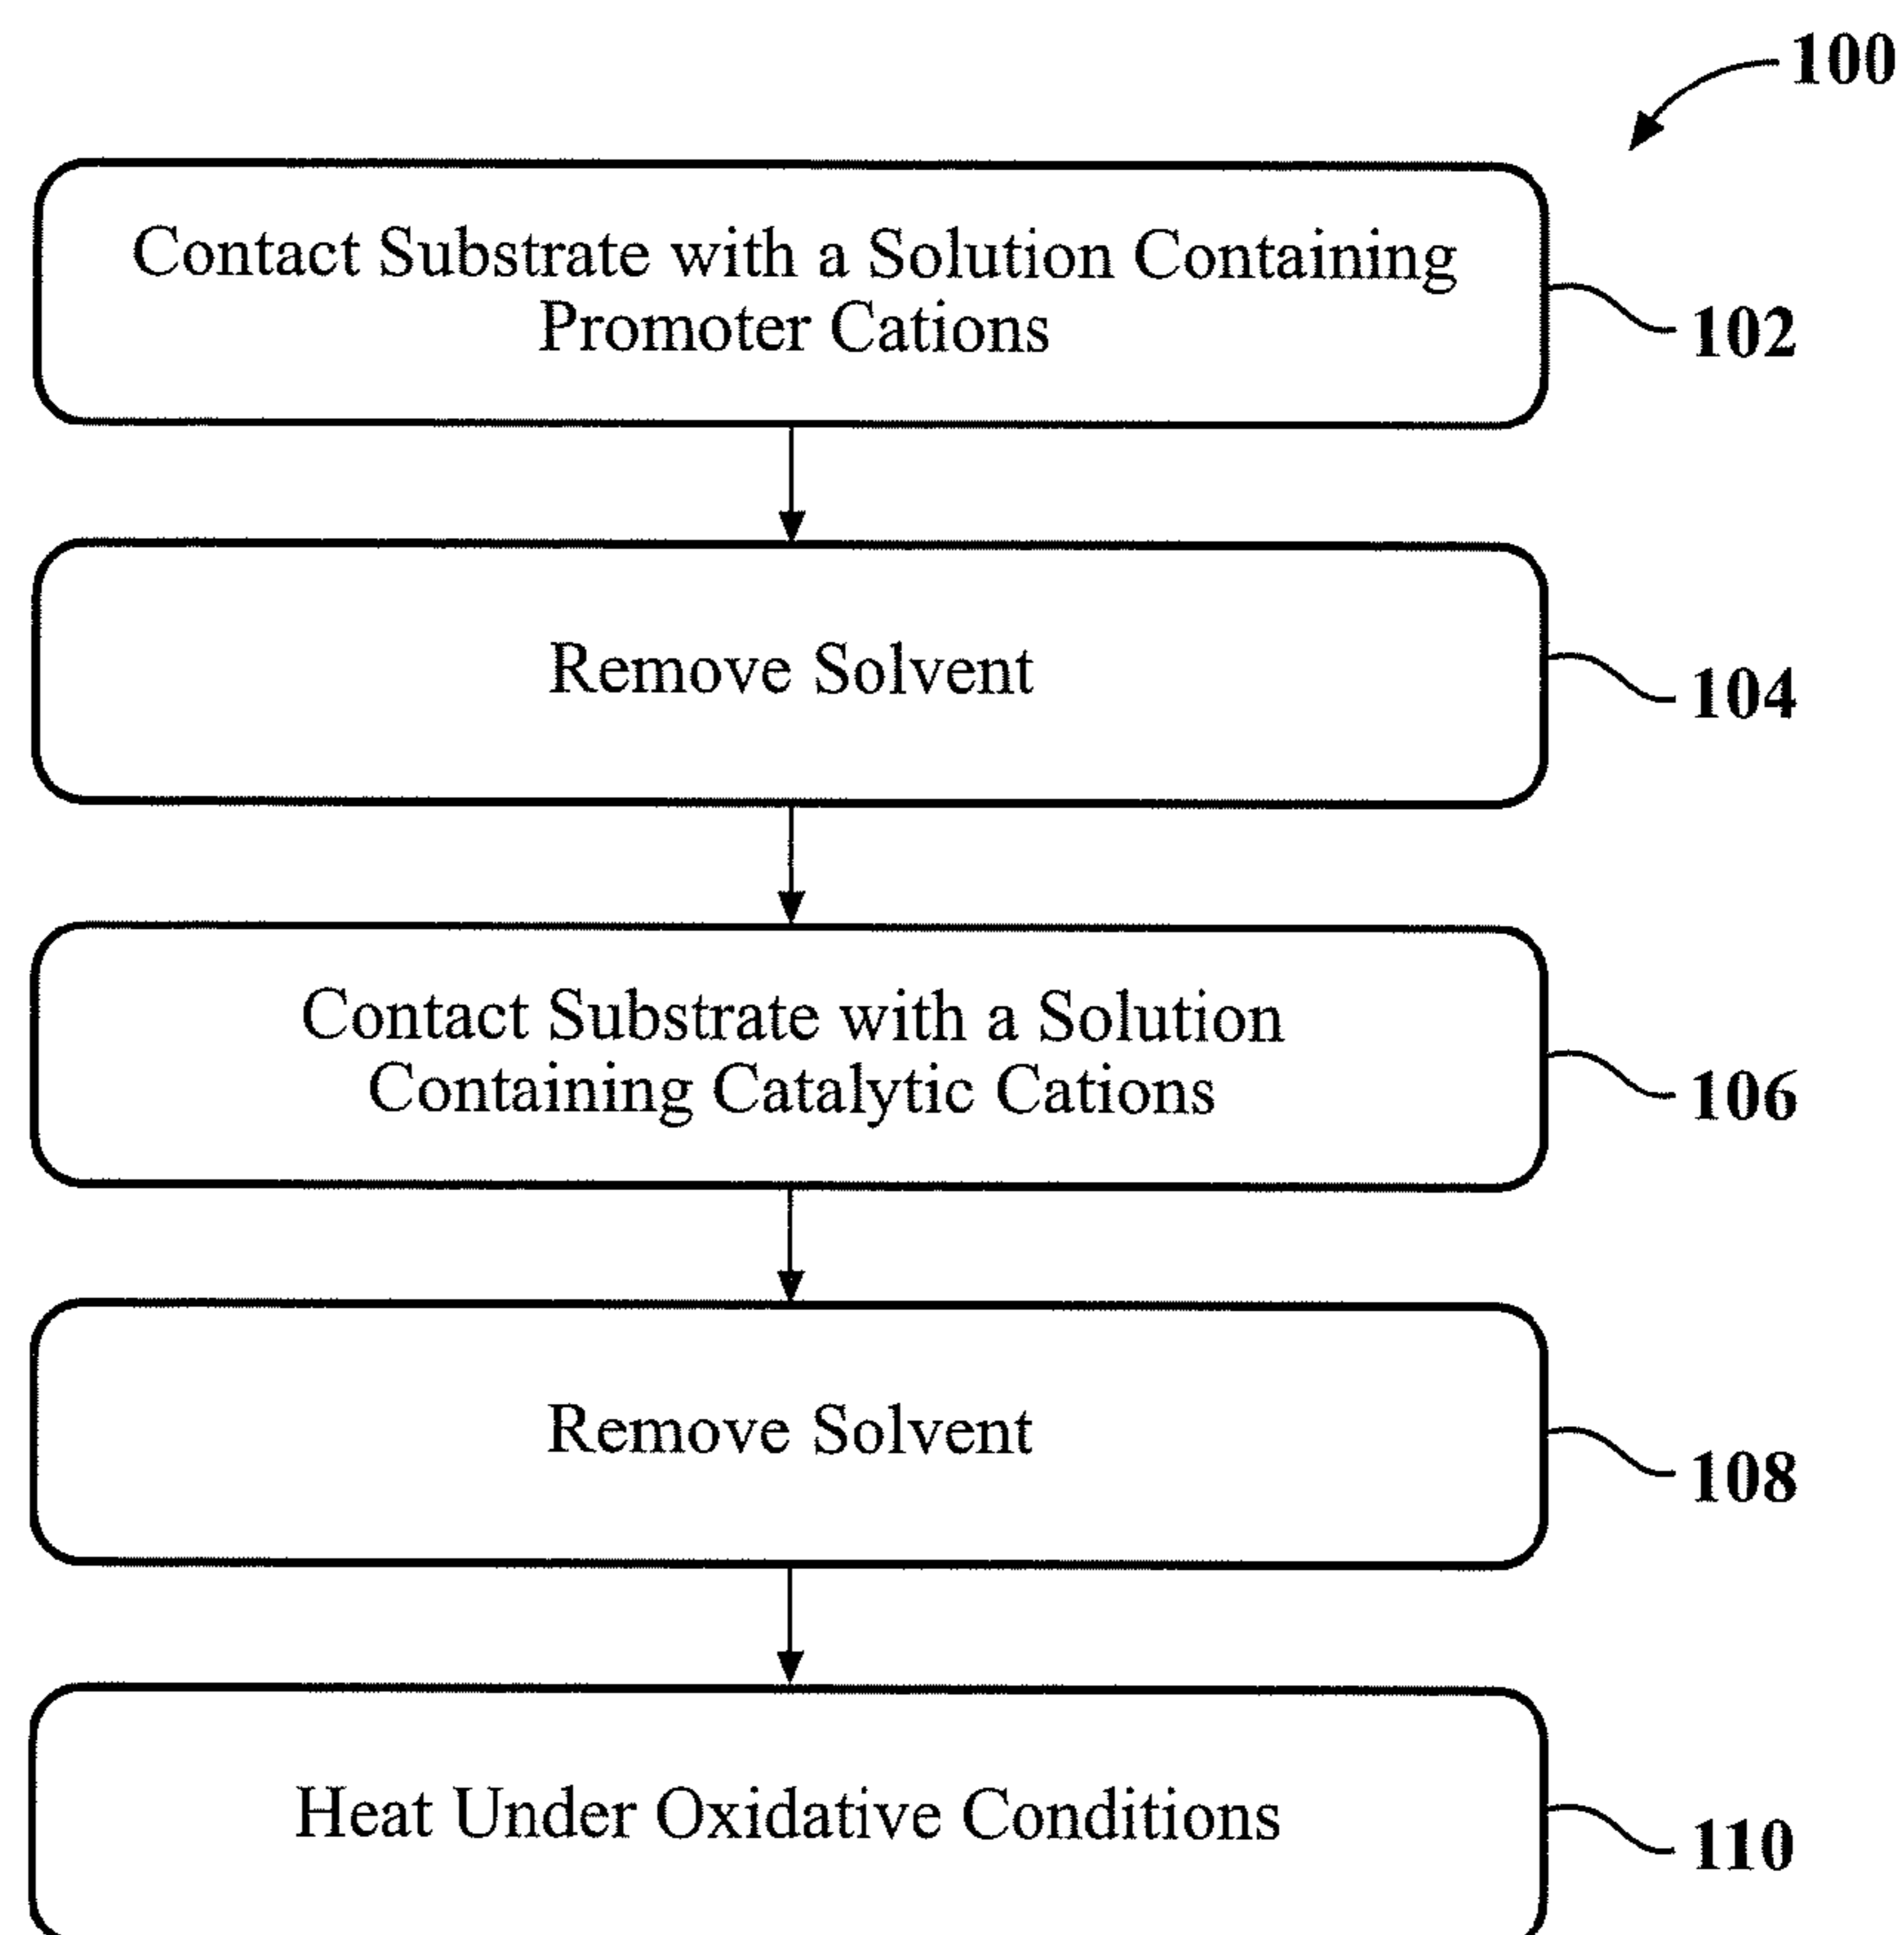 100
Contact Substrate with a Solution Containing
Promoter Cations
102
Remove Solvent
104
Contact Substrate with a Solution
Containing Catalytic Cations
106
Remove Solvent
108
Heat Under Oxidative Conditions
110